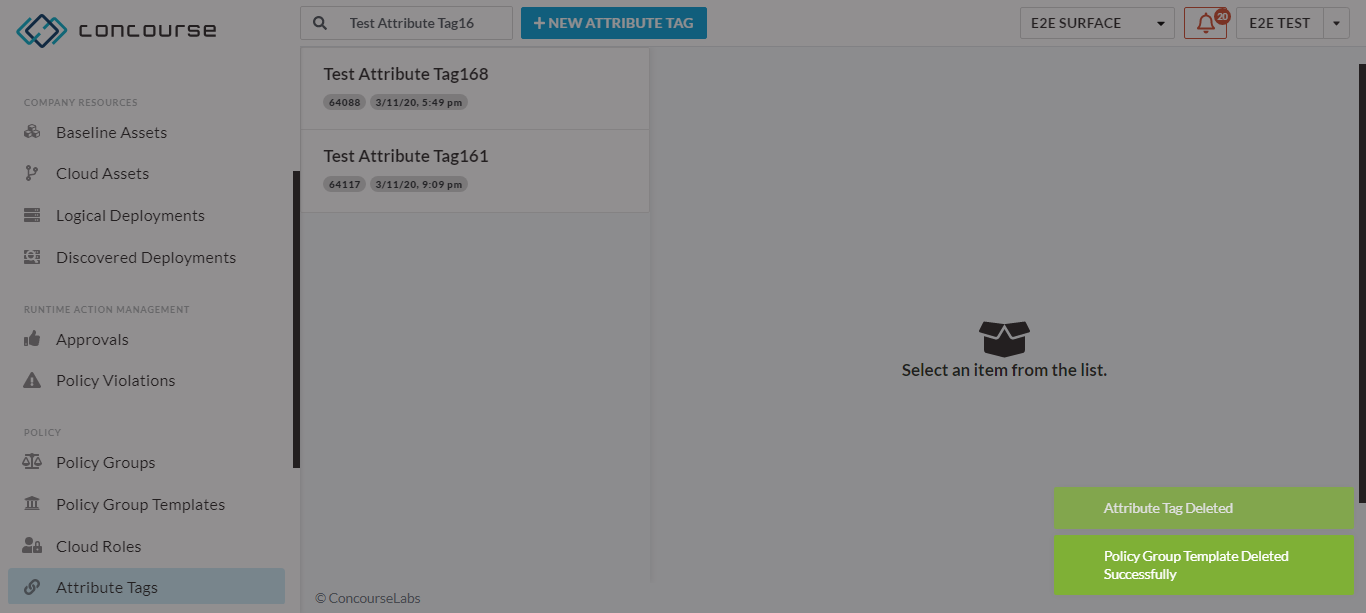 concourse
Test Attribute Tag16
NEW ATTRIBUTE TAG
E2E SURFACE
20
E2E TEST
COMPANY RESOURCES
Baseline Assets
Cloud Assets
Logical Deployments
Discovered Deployments
RUNTIME ACTION MANAGEMENT
Approvals
Policy Violations
POLICY
Policy Groups
Policy Group Templates
Cloud Roles
Attribute Tags
Test Attribute Tag168
64088 3/11/20, 5:49 pm
Test Attribute Tag161
64117 3/11/20, 9:09 pm
Select an item from the list.
Attribute Tag Deleted
Policy Group Template Deleted
Successfully
© ConcourseLabs